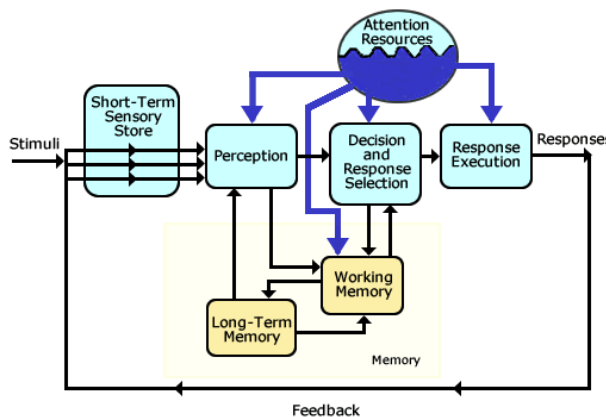 Attention
Resources
Short-Term
Sensory
Store
Stimuli
Perception
Decision
and
Response
Selection
Response
Execution
Responses
Working
Memory
Long-Term
Memory
Memory
Feedback